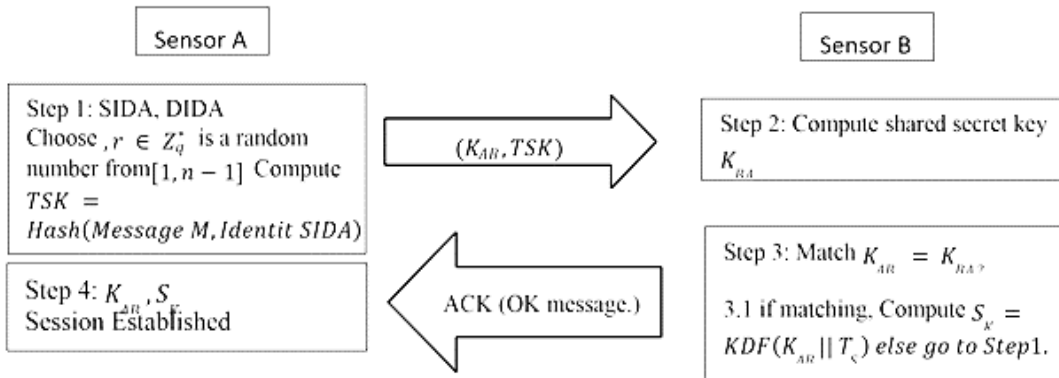 Sensor A
Sensor B
Step 1: SIDA, DIDA
Choose , r ∈ Z*q is a random
number from[1, n − 1] Compute
TSK =
Hash(Message M, Identit SIDA)
(K_AB, TSK)
Step 2: Compute shared secret key
K_BA
Step 3: Match K_AB = K_BA?
3.1 if matching, Compute S_K =
KDF(K_AB || T_S) else go to Step1.
ACK (OK message.)
Step 4: K_AB, S_K
Session Established